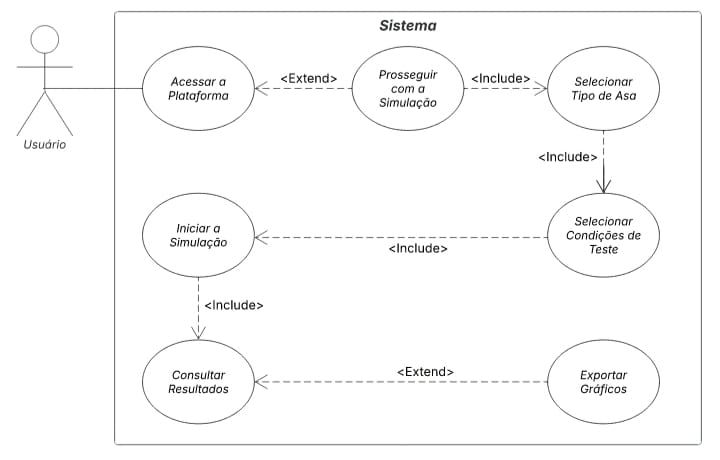 Sistema
Acessar a
Plataforma
<Extend>
Prosseguir
com a
Simulação
<Include>
Selecionar
Tipo de Asa
Usuário
<Include>
Iniciar a
Simulação
<Include>
Selecionar
Condições de
Teste
<Include>
Consultar
Resultados
<Extend>
Exportar
Gráficos